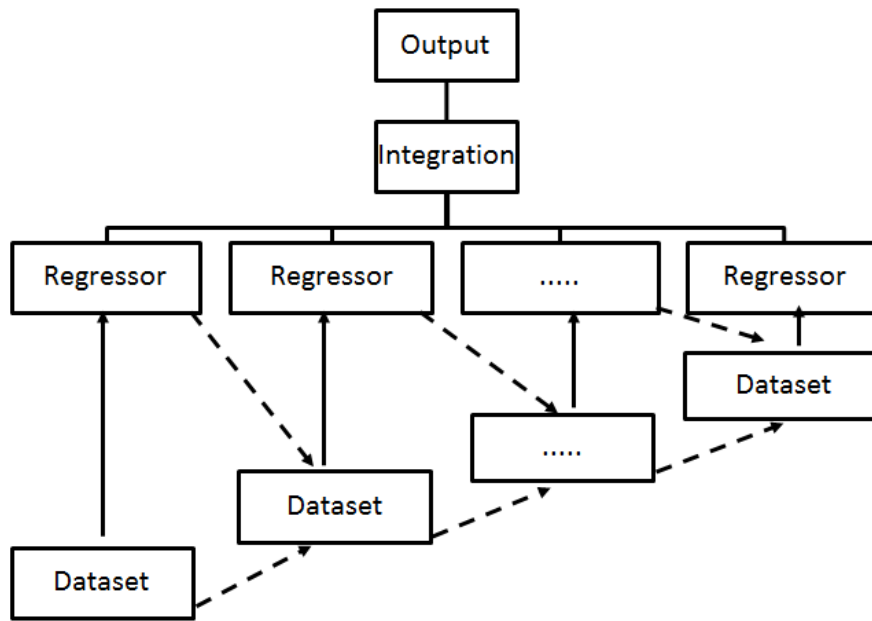 Output
Integration
Regressor
Regressor
.....
Regressor
Dataset
.....
Dataset
Dataset